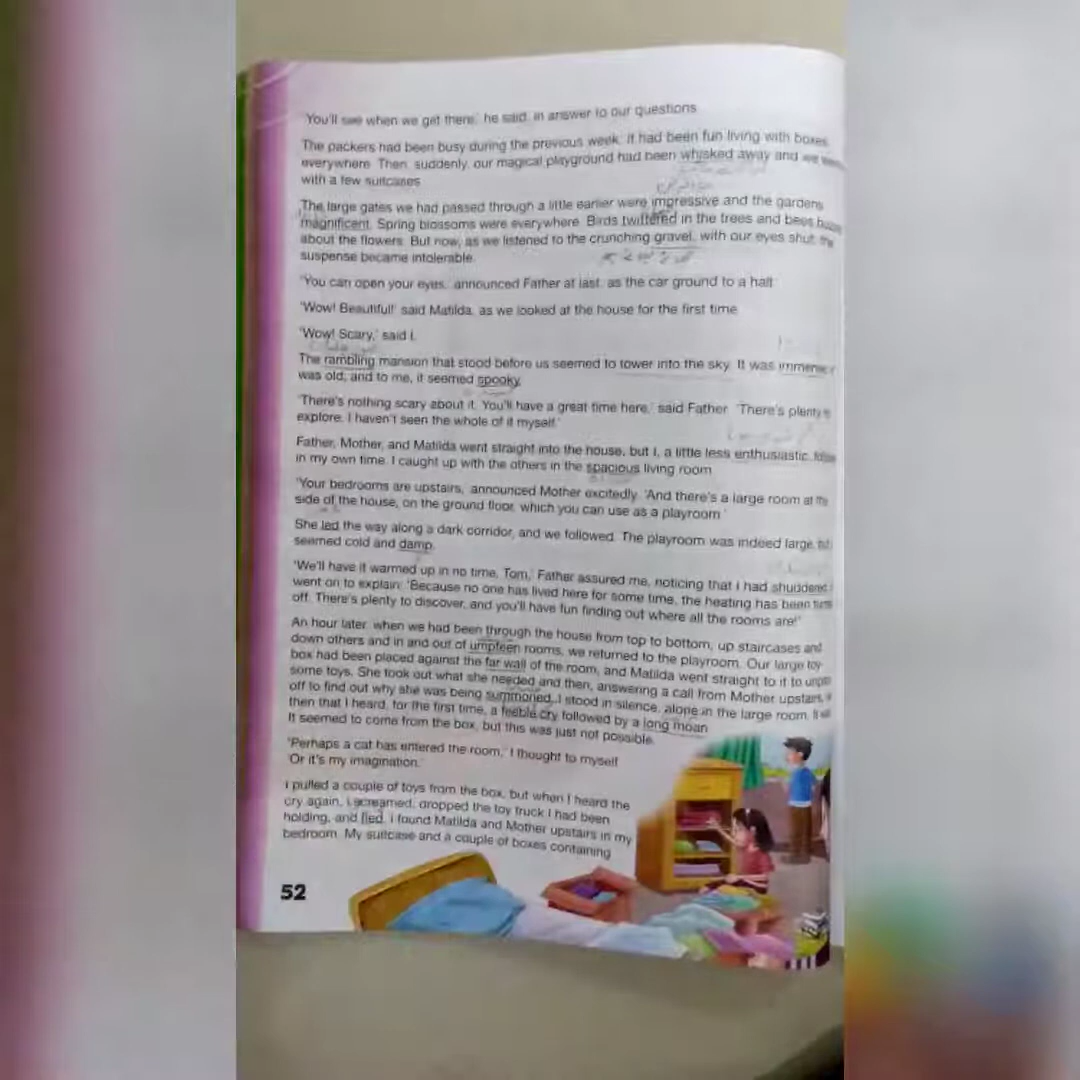 You'll see when we get there,' he said, in answer to our questions.
The packers had been busy during the previous week. It had been fun living with boxes
everywhere. Then, suddenly, our magical playground had been whisked away and we
with a few suitcases.
The large gates we had passed through a little earlier were impressive and the gardens
magnificent. Spring blossoms were everywhere. Birds twittered in the trees and bees
about the flowers. But now, as we listened to the crunching gravel, with our eyes shut, the
suspense became intolerable.
'You can open your eyes,' announced Father at last, as the car ground to a halt.
'Wow! Beautiful!' said Matilda, as we looked at the house for the first time.
'Wow! Scary,' said I.
The rambling mansion that stood before us seemed to tower into the sky. It was immense,
was old, and to me, it seemed spooky.
'There's nothing scary about it. You'll have a great time here,' said Father. 'There's plenty
explore. I haven't seen the whole of it myself.'
Father, Mother, and Matilda went straight into the house, but I, a little less enthusiastic,
in my own time. I caught up with the others in the spacious living room.
'Your bedrooms are upstairs,' announced Mother excitedly. 'And there's a large room at the
side of the house, on the ground floor, which you can use as a playroom.'
She led the way along a dark corridor, and we followed. The playroom was indeed large,
seemed cold and damp.
'We'll have it warmed up in no time, Tom,' Father assured me, noticing that I had shuddered.
went on to explain: 'Because no one has lived here for some time, the heating has been
off. There's plenty to discover, and you'll have fun finding out where all the rooms are!'
An hour later, when we had been through the house from top to bottom, up staircases and
down others and in and out of umpteen rooms, we returned to the playroom. Our large toy-
box had been placed against the far wall of the room, and Matilda went straight to it to
some toys. She took out what she needed and then, answering a call from Mother upstairs,
off to find out why she was being summoned. I stood in silence, alone in the large room. It
then that I heard, for the first time, a feeble cry followed by a long moan.
It seemed to come from the box, but this was just not possible.
'Perhaps a cat has entered the room,' I thought to myself.
'Or it's my imagination.'
I pulled a couple of toys from the box, but when I heard the
cry again, I screamed, dropped the toy truck I had been
holding, and fled. I found Matilda and Mother upstairs in my
bedroom. My suitcase and a couple of boxes containing
52